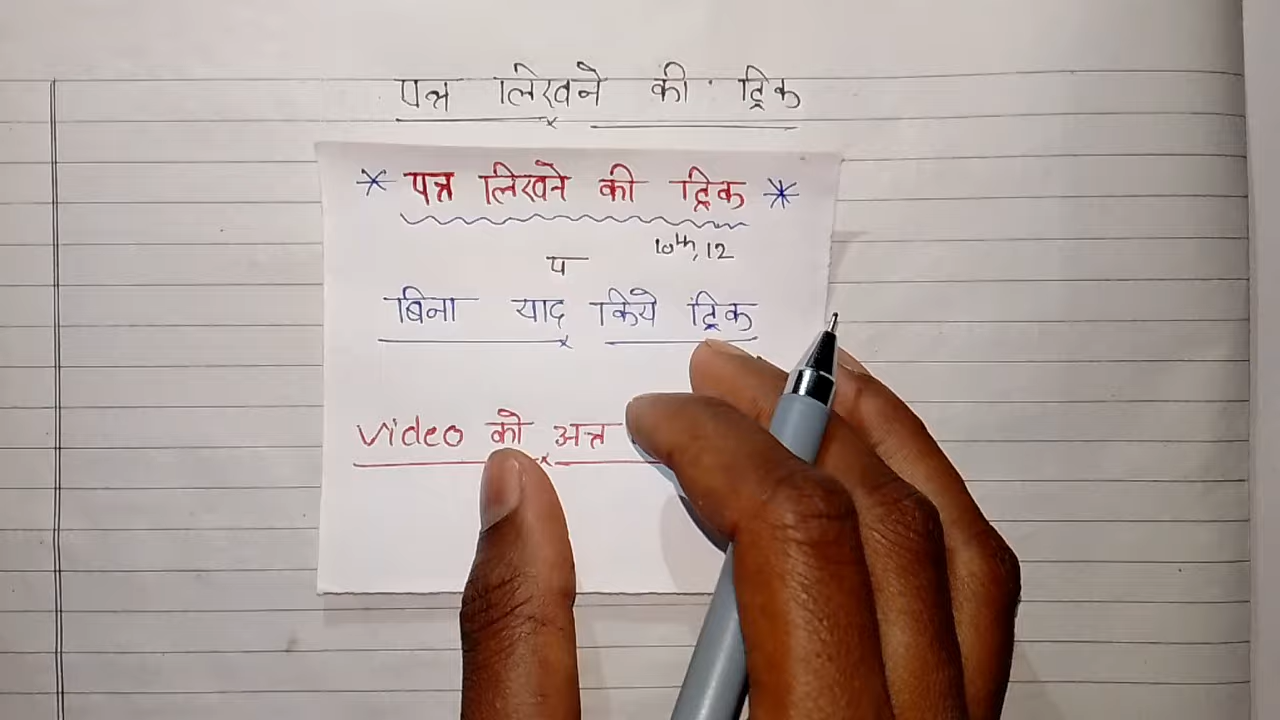 पत्र लिखने की ट्रिक
* पत्र लिखने की ट्रिक *
10th, 12
प
बिना याद किये ट्रिक
video को अन्त